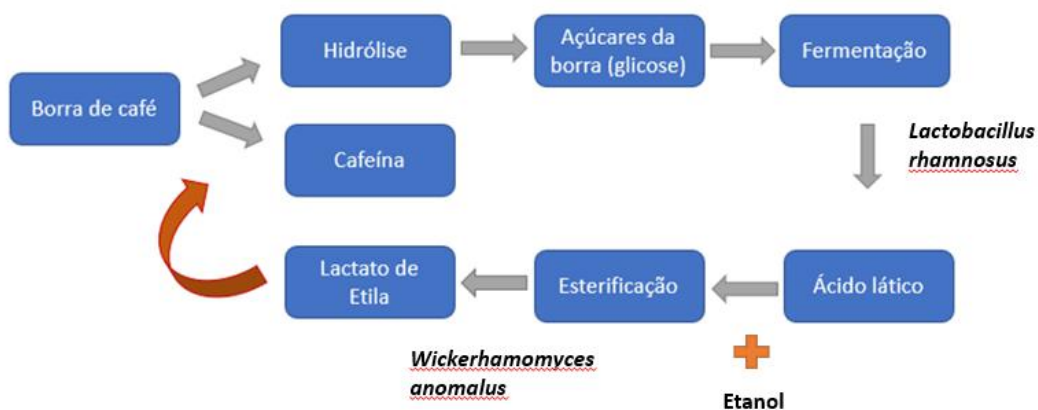 Borra de café
Hidrólise
Açúcares da
borra (glicose)
Fermentação
Cafeína
Lactobacillus
rhamnosus
Ácido lático
Esterificação
Lactato de
Etila
Wickerhamomyces
anomalus
Etanol